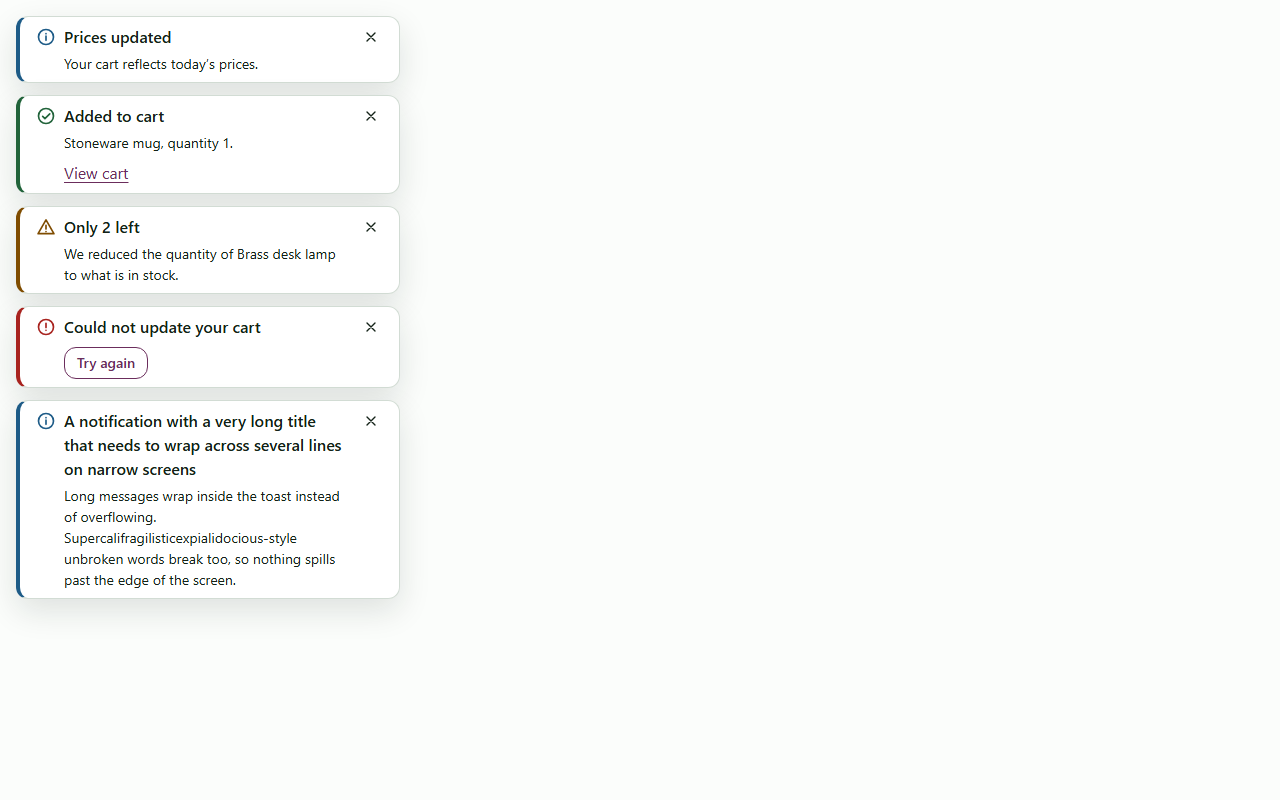 Prices updated
Your cart reflects today's prices.
Added to cart
Stoneware mug, quantity 1.
View cart
Only 2 left
We reduced the quantity of Brass desk lamp
to what is in stock.
Could not update your cart
Try again
A notification with a very long title
that needs to wrap across several lines
on narrow screens
Long messages wrap inside the toast instead
of overflowing.
Supercalifragilisticexpialidocious-style
unbroken words break too, so nothing spills
past the edge of the screen.